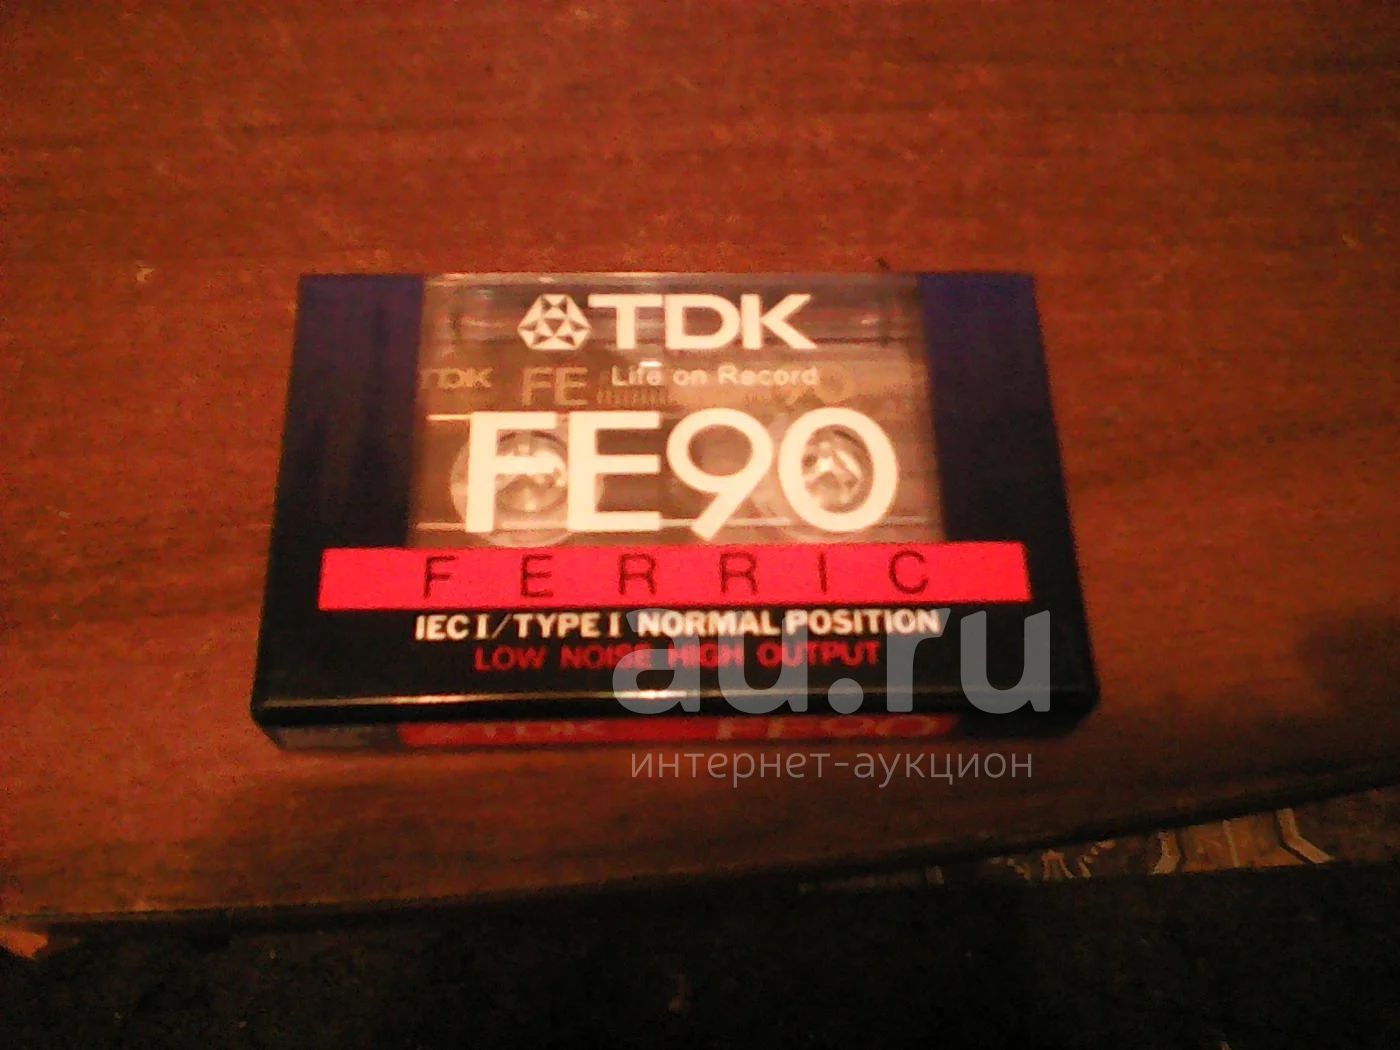 TDK
Life on Record
TDK FE 90
FE90
FERRIC
IEC I/TYPE I NORMAL POSITION
LOW NOISE HIGH OUTPUT
au.ru
TDK FE90
интернет-аукцион